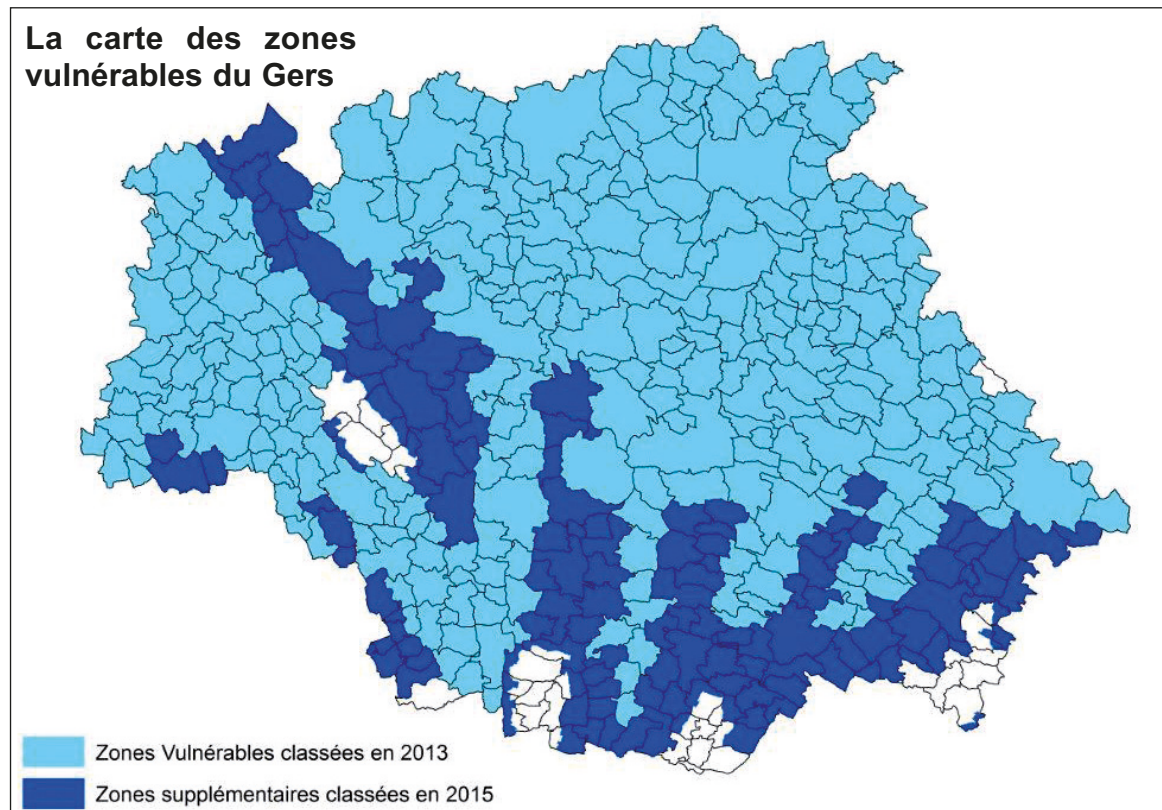 La carte des zones
vulnérables du Gers
Zones Vulnérables classées en 2013
Zones supplémentaires classées en 2015